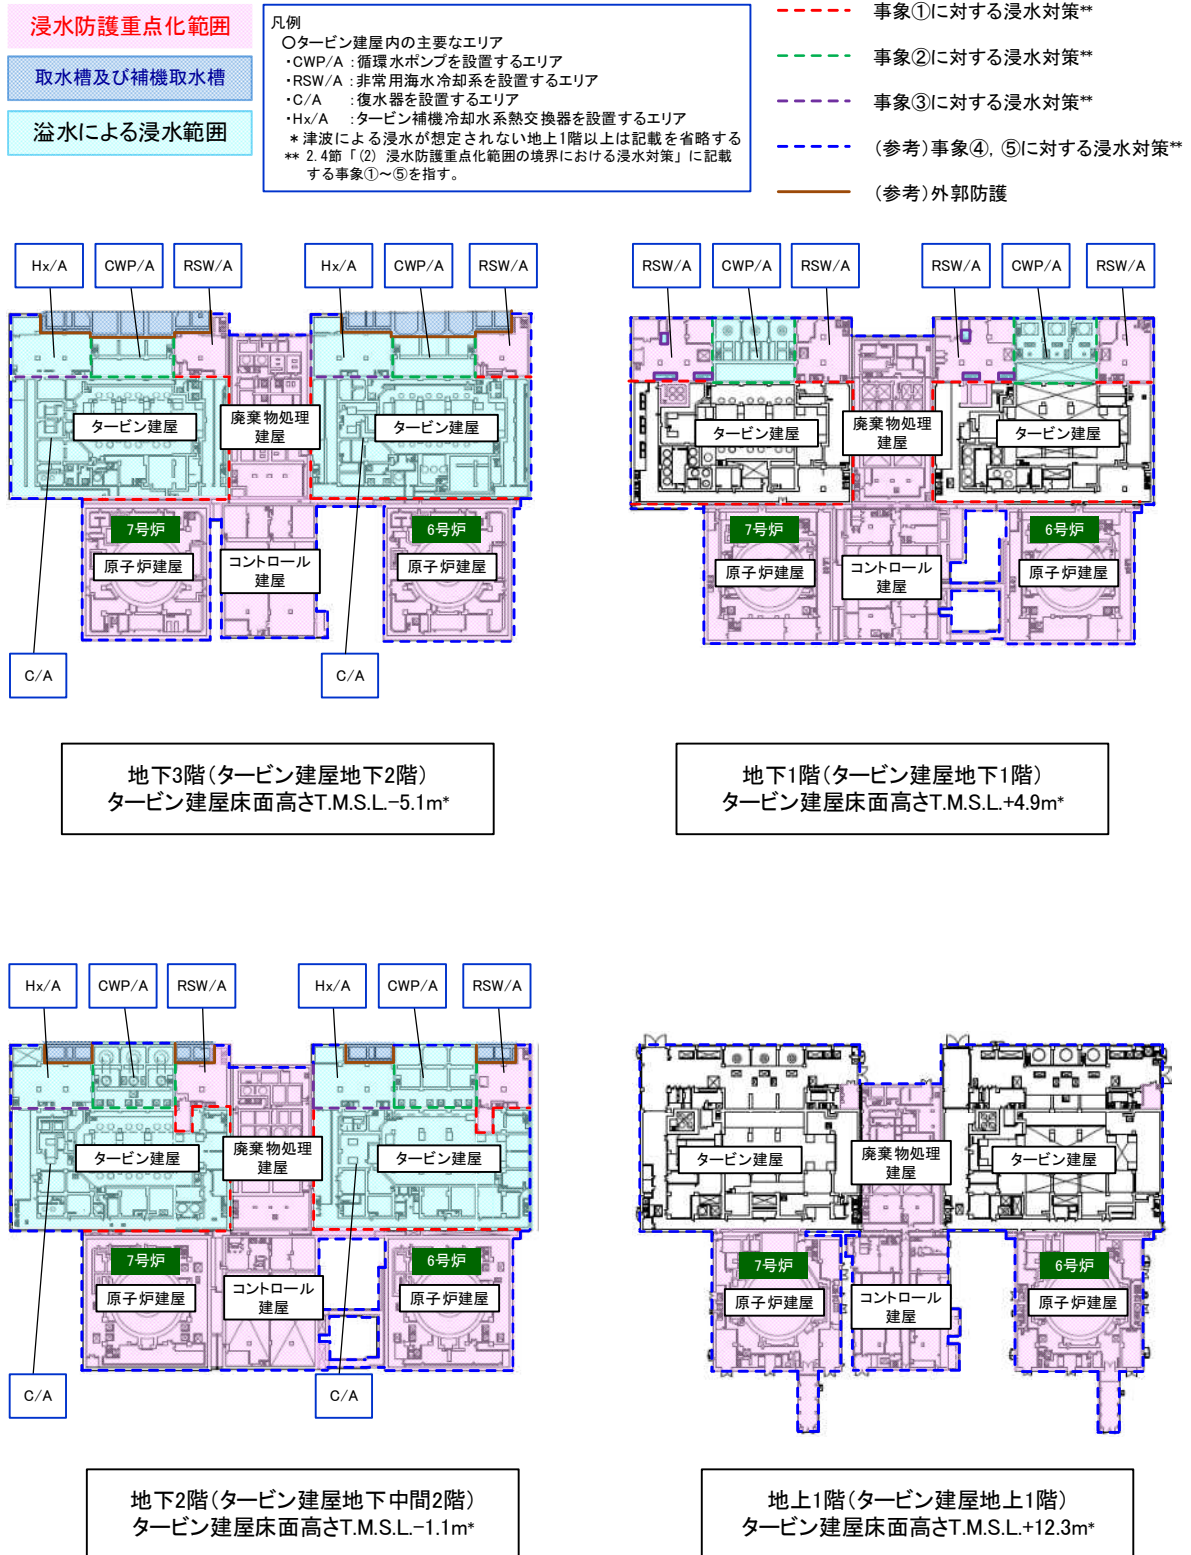 浸水防護重点化範囲
取水槽及び補機取水槽
溢水による浸水範囲
凡例
○タービン建屋内の主要なエリア
・CWP/A :循環水ポンプを設置するエリア
・RSW/A :非常用海水冷却系を設置するエリア
・C/A :復水器を設置するエリア
・Hx/A :タービン補機冷却水系熱交換器を設置するエリア
*津波による浸水が想定されない地上1階以上は記載を省略する
** 2.4節「(2) 浸水防護重点化範囲の境界における浸水対策」に記載
する事象①～⑤を指す。
事象①に対する浸水対策**
事象②に対する浸水対策**
事象③に対する浸水対策**
(参考)事象④, ⑤に対する浸水対策**
(参考)外郭防護
Hx/A CWP/A RSW/A Hx/A CWP/A RSW/A
タービン建屋
廃棄物処理
建屋
タービン建屋
7号炉
原子炉建屋
コントロール
建屋
6号炉
原子炉建屋
C/A C/A
地下3階(タービン建屋地下2階)
タービン建屋床面高さT.M.S.L.-5.1m*
RSW/A CWP/A RSW/A RSW/A CWP/A RSW/A
タービン建屋
廃棄物処理
建屋
タービン建屋
7号炉
原子炉建屋
コントロール
建屋
6号炉
原子炉建屋
地下1階(タービン建屋地下1階)
タービン建屋床面高さT.M.S.L.+4.9m*
Hx/A CWP/A RSW/A Hx/A CWP/A RSW/A
タービン建屋
廃棄物処理
建屋
タービン建屋
7号炉
原子炉建屋
コントロール
建屋
6号炉
原子炉建屋
C/A C/A
地下2階(タービン建屋地下中間2階)
タービン建屋床面高さT.M.S.L.-1.1m*
タービン建屋
廃棄物処理
建屋
タービン建屋
7号炉
原子炉建屋
コントロール
建屋
6号炉
原子炉建屋
地上1階(タービン建屋地上1階)
タービン建屋床面高さT.M.S.L.+12.3m*